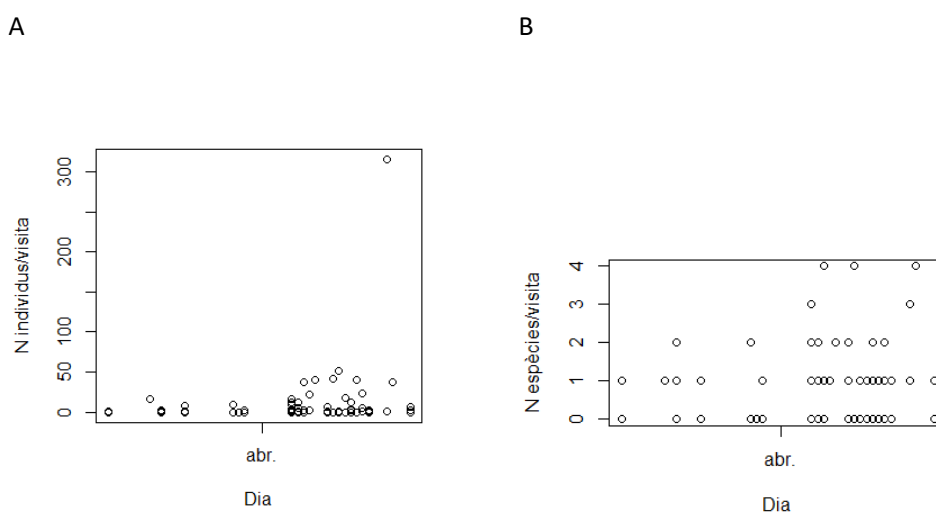 A
B
N individus/visita
300
200
100
50
0
abr.
Dia
N espècies/visita
4
3
2
1
0
abr.
Dia